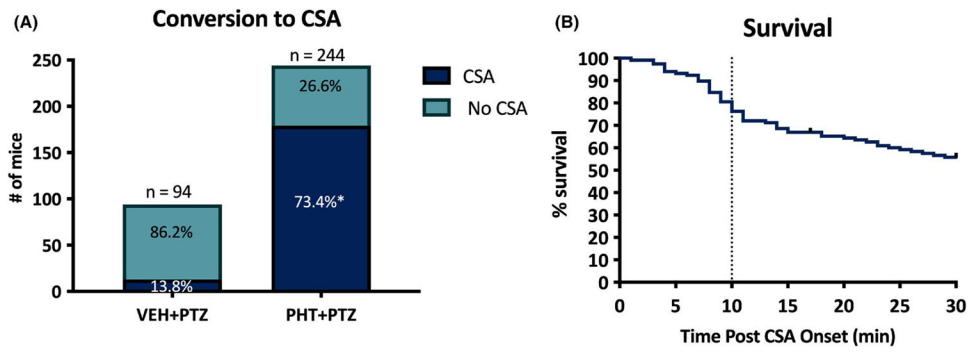 (A)
Conversion to CSA
# of mice
250
200
150
100
50
0
n = 94
86.2%
13.8%
VEH+PTZ
n = 244
26.6%
73.4%*
PHT+PTZ
CSA
No CSA
(B)
Survival
% survival
100
90
80
70
60
50
40
30
20
10
0
0 5 10 15 20 25 30
Time Post CSA Onset (min)